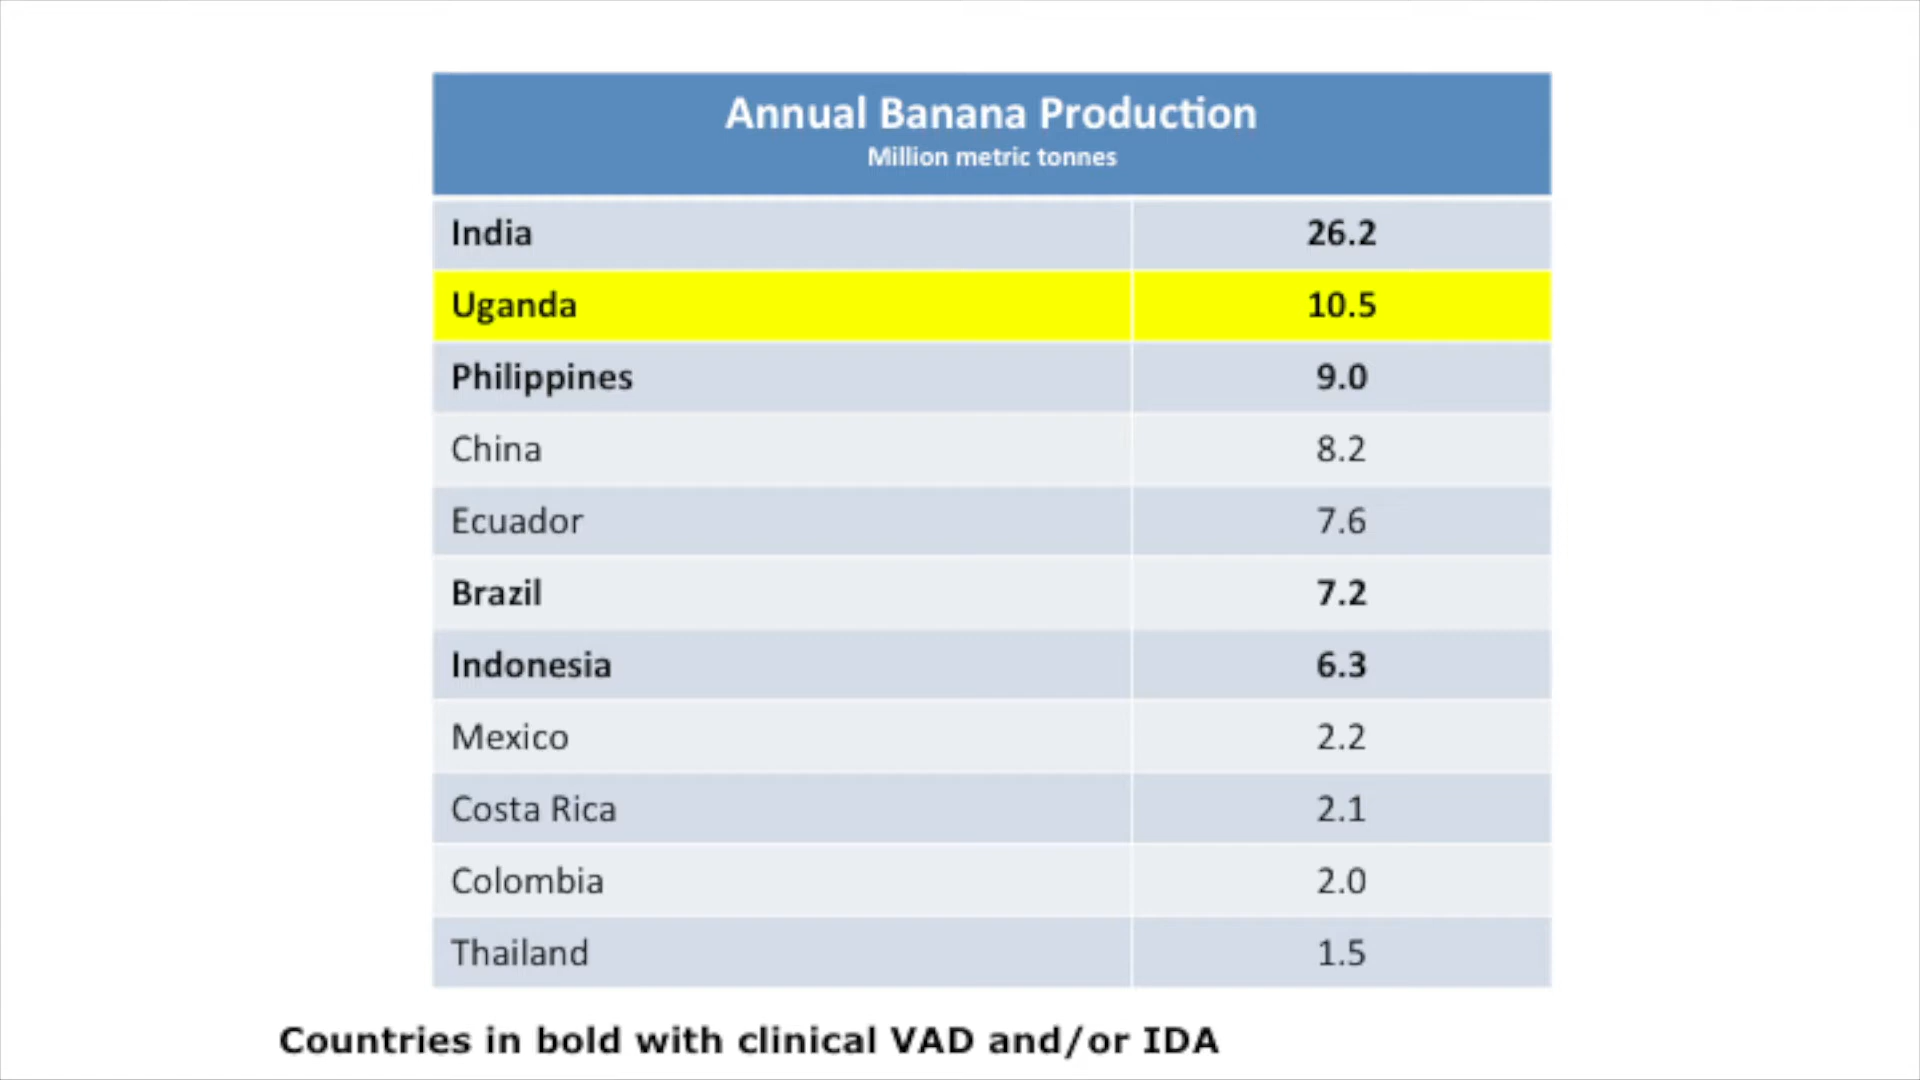 Annual Banana Production
Million metric tonnes
India 26.2
Uganda 10.5
Philippines 9.0
China 8.2
Ecuador 7.6
Brazil 7.2
Indonesia 6.3
Mexico 2.2
Costa Rica 2.1
Colombia 2.0
Thailand 1.5
Countries in bold with clinical VAD and/or IDA